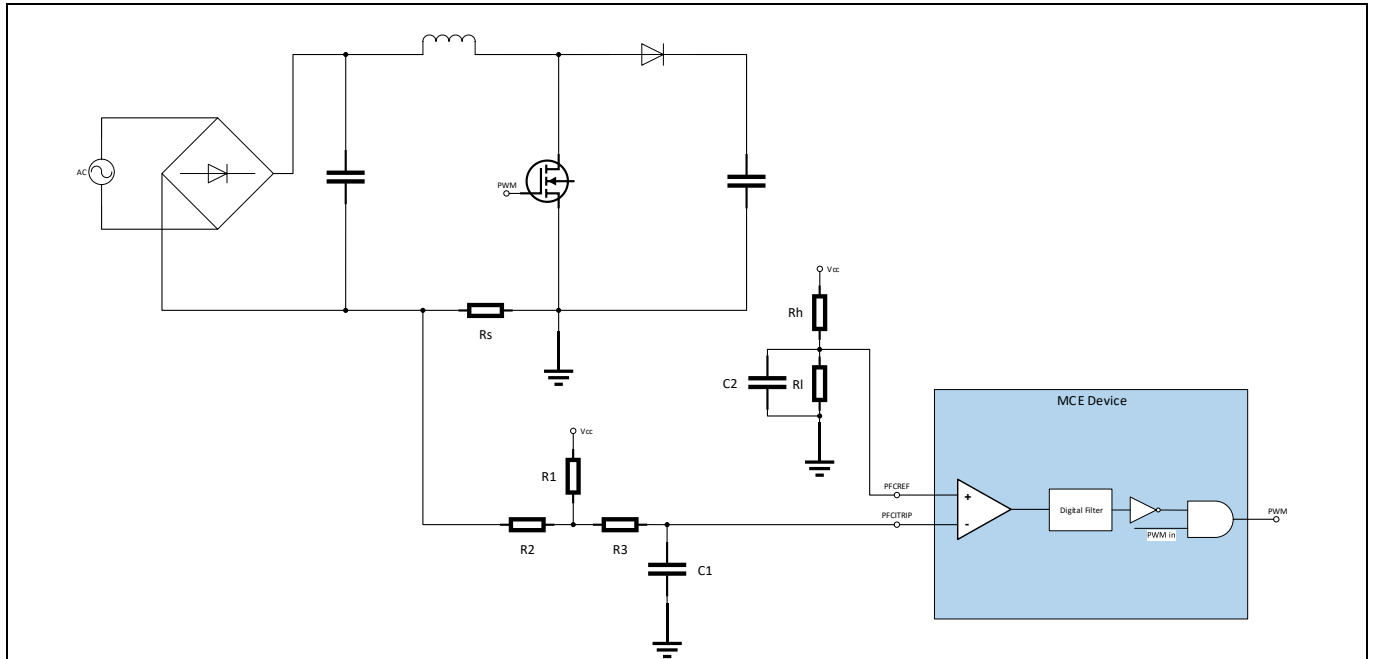 AC
PWM
Rs
Vcc
Rh
C2
Rl
MCE Device
Vcc
R1
PFCREF
+
Digital Filter
PFCITRIP
-
PWM
PWM in
R2
R3
C1